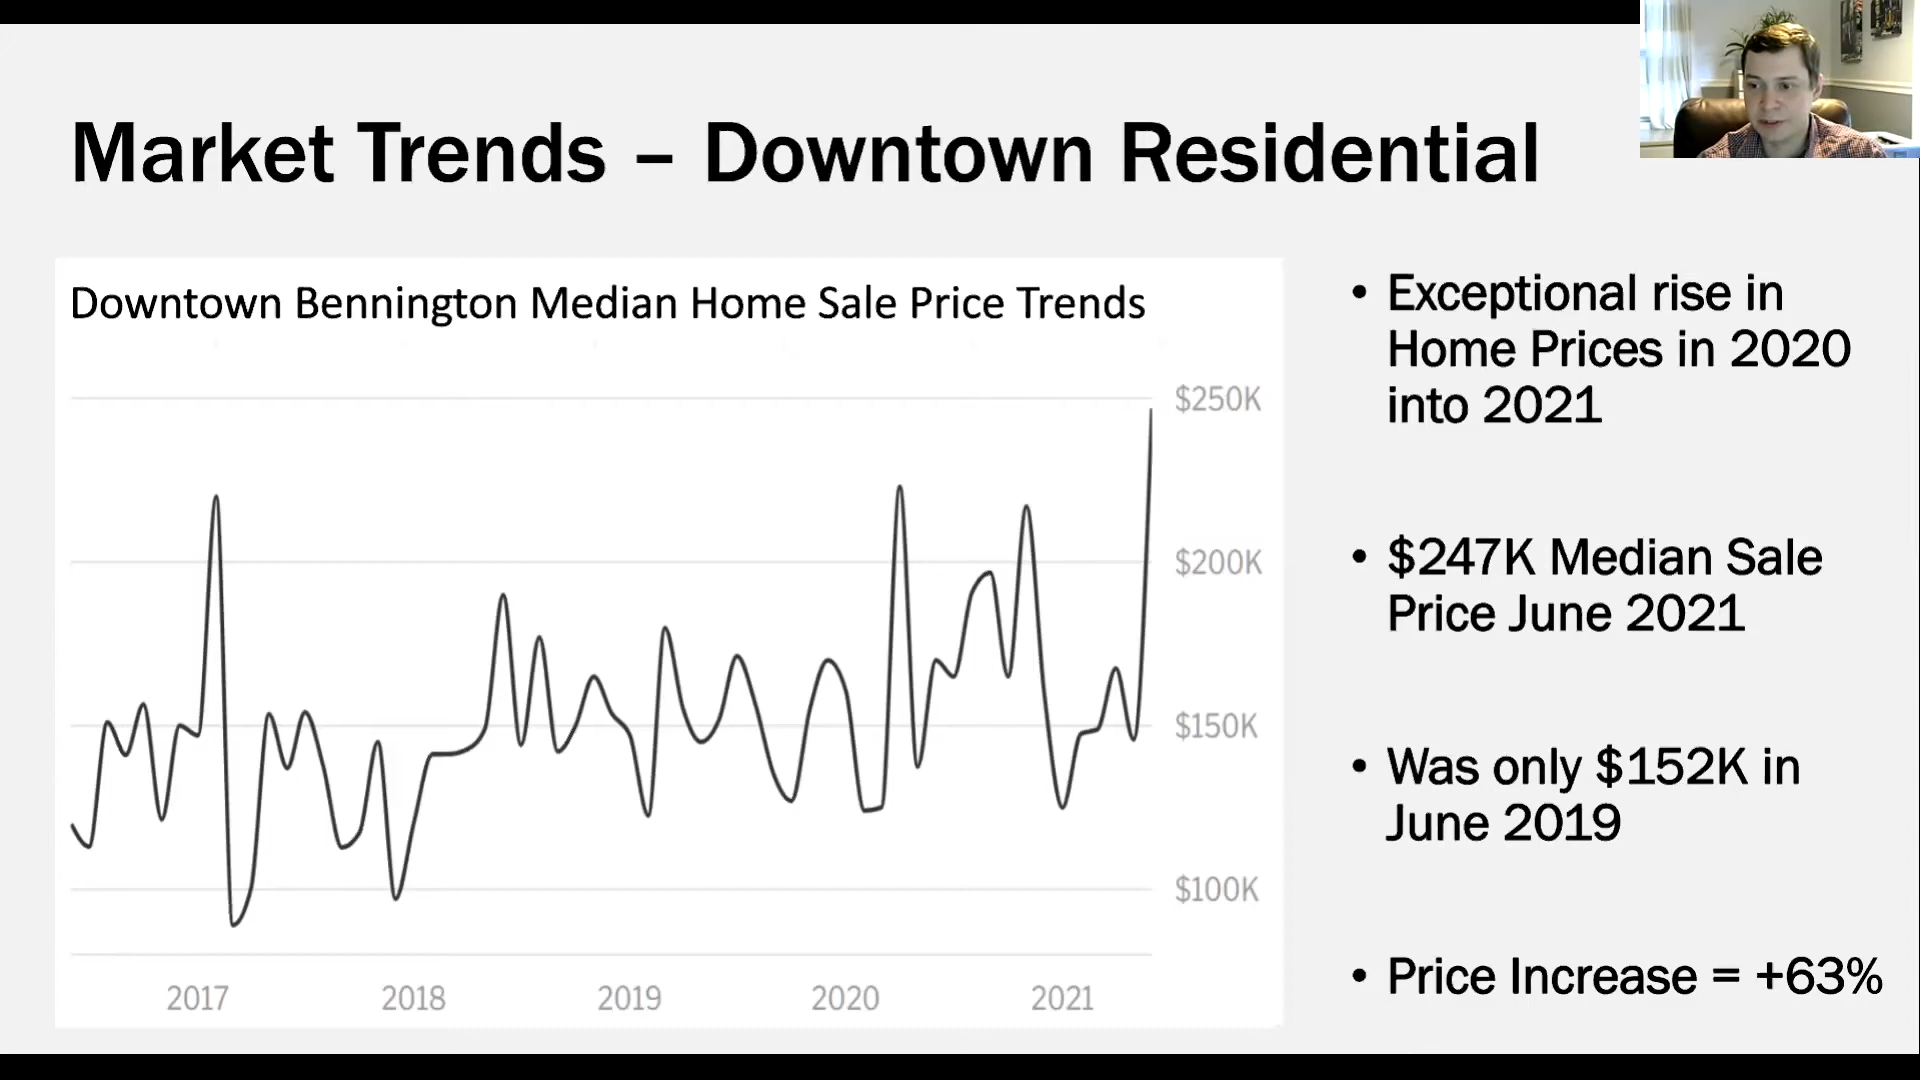 Market Trends – Downtown Residential
Downtown Bennington Median Home Sale Price Trends
$250K
$200K
$150K
$100K
2017 2018 2019 2020 2021
• Exceptional rise in
Home Prices in 2020
into 2021
• $247K Median Sale
Price June 2021
• Was only $152K in
June 2019
• Price Increase = +63%